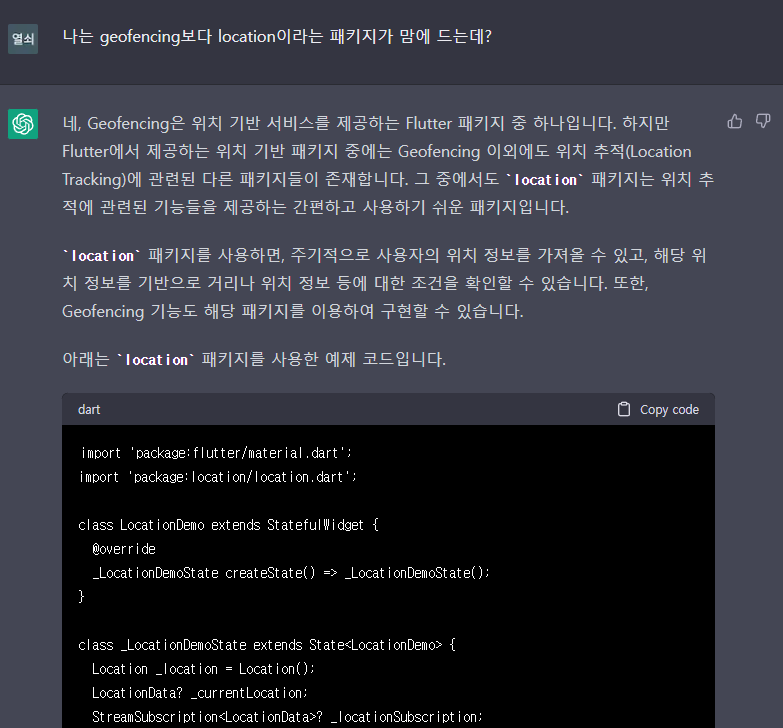 열쇠
나는 geofencing보다 location이라는 패키지가 맘에 드는데?
네, Geofencing은 위치 기반 서비스를 제공하는 Flutter 패키지 중 하나입니다. 하지만
Flutter에서 제공하는 위치 기반 패키지 중에는 Geofencing 이외에도 위치 추적(Location
Tracking)에 관련된 다른 패키지들이 존재합니다. 그 중에서도 `location` 패키지는 위치 추
적에 관련된 기능들을 제공하는 간편하고 사용하기 쉬운 패키지입니다.
`location` 패키지를 사용하면, 주기적으로 사용자의 위치 정보를 가져올 수 있고, 해당 위
치 정보를 기반으로 거리나 위치 정보 등에 대한 조건을 확인할 수 있습니다. 또한,
Geofencing 기능도 해당 패키지를 이용하여 구현할 수 있습니다.
아래는 `location` 패키지를 사용한 예제 코드입니다.
dart
Copy code
import 'package:flutter/material.dart';
import 'package:location/location.dart';
class LocationDemo extends StatefulWidget {
@override
_LocationDemoState createState() => _LocationDemoState();
}
class _LocationDemoState extends State<LocationDemo> {
Location _location = Location();
LocationData? _currentLocation;
StreamSubscription<LocationData>? _locationSubscription;